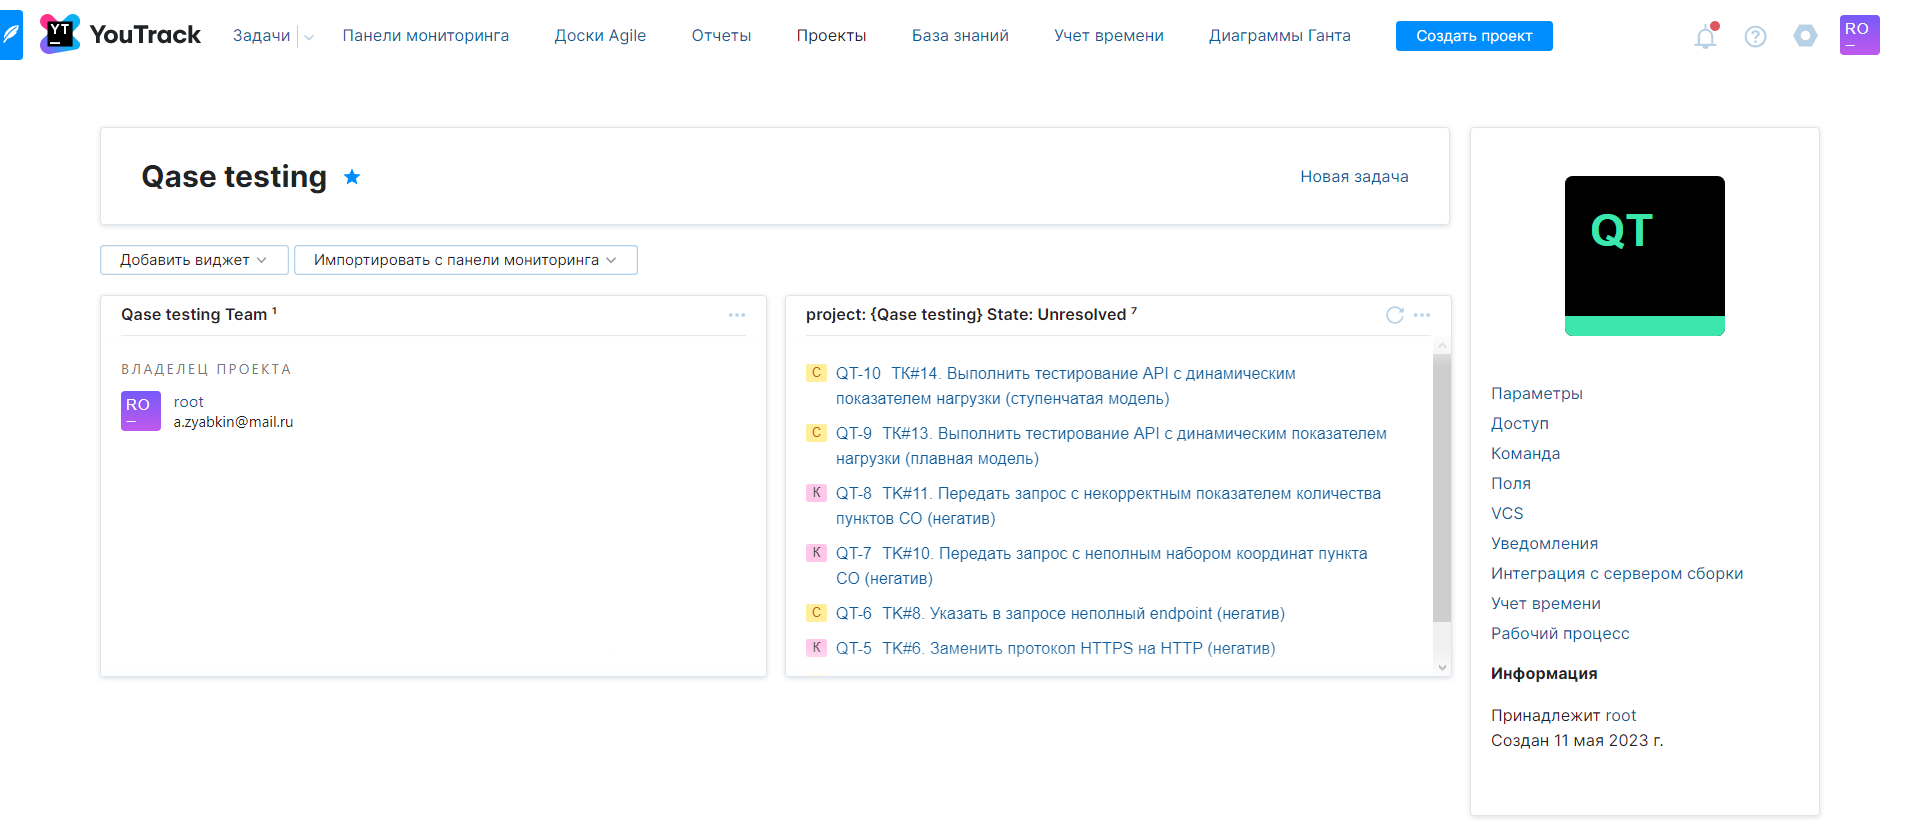 YT YouTrack Задачи Панели мониторинга Доски Agile Отчеты Проекты База знаний Учет времени Диаграммы Ганта Создать проект RO
Qase testing Новая задача
Добавить виджет Импортировать с панели мониторинга
Qase testing Team 1
ВЛАДЕЛЕЦ ПРОЕКТА
RO root
a.zyabkin@mail.ru
project: {Qase testing} State: Unresolved 7
С QT-10 ТК#14. Выполнить тестирование API с динамическим
показателем нагрузки (ступенчатая модель)
С QT-9 ТК#13. Выполнить тестирование API с динамическим показателем
нагрузки (плавная модель)
К QT-8 ТК#11. Передать запрос с некорректным показателем количества
пунктов СО (негатив)
К QT-7 ТК#10. Передать запрос с неполным набором координат пункта
СО (негатив)
С QT-6 ТК#8. Указать в запросе неполный endpoint (негатив)
К QT-5 ТК#6. Заменить протокол HTTPS на HTTP (негатив)
QT
Параметры
Доступ
Команда
Поля
VCS
Уведомления
Интеграция с сервером сборки
Учет времени
Рабочий процесс
Информация
Принадлежит root
Создан 11 мая 2023 г.